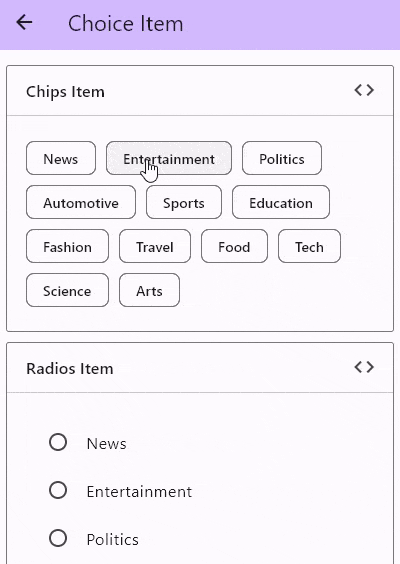 Choice Item
Chips Item
News Entertainment Politics
Automotive Sports Education
Fashion Travel Food Tech
Science Arts
Radios Item
News
Entertainment
Politics